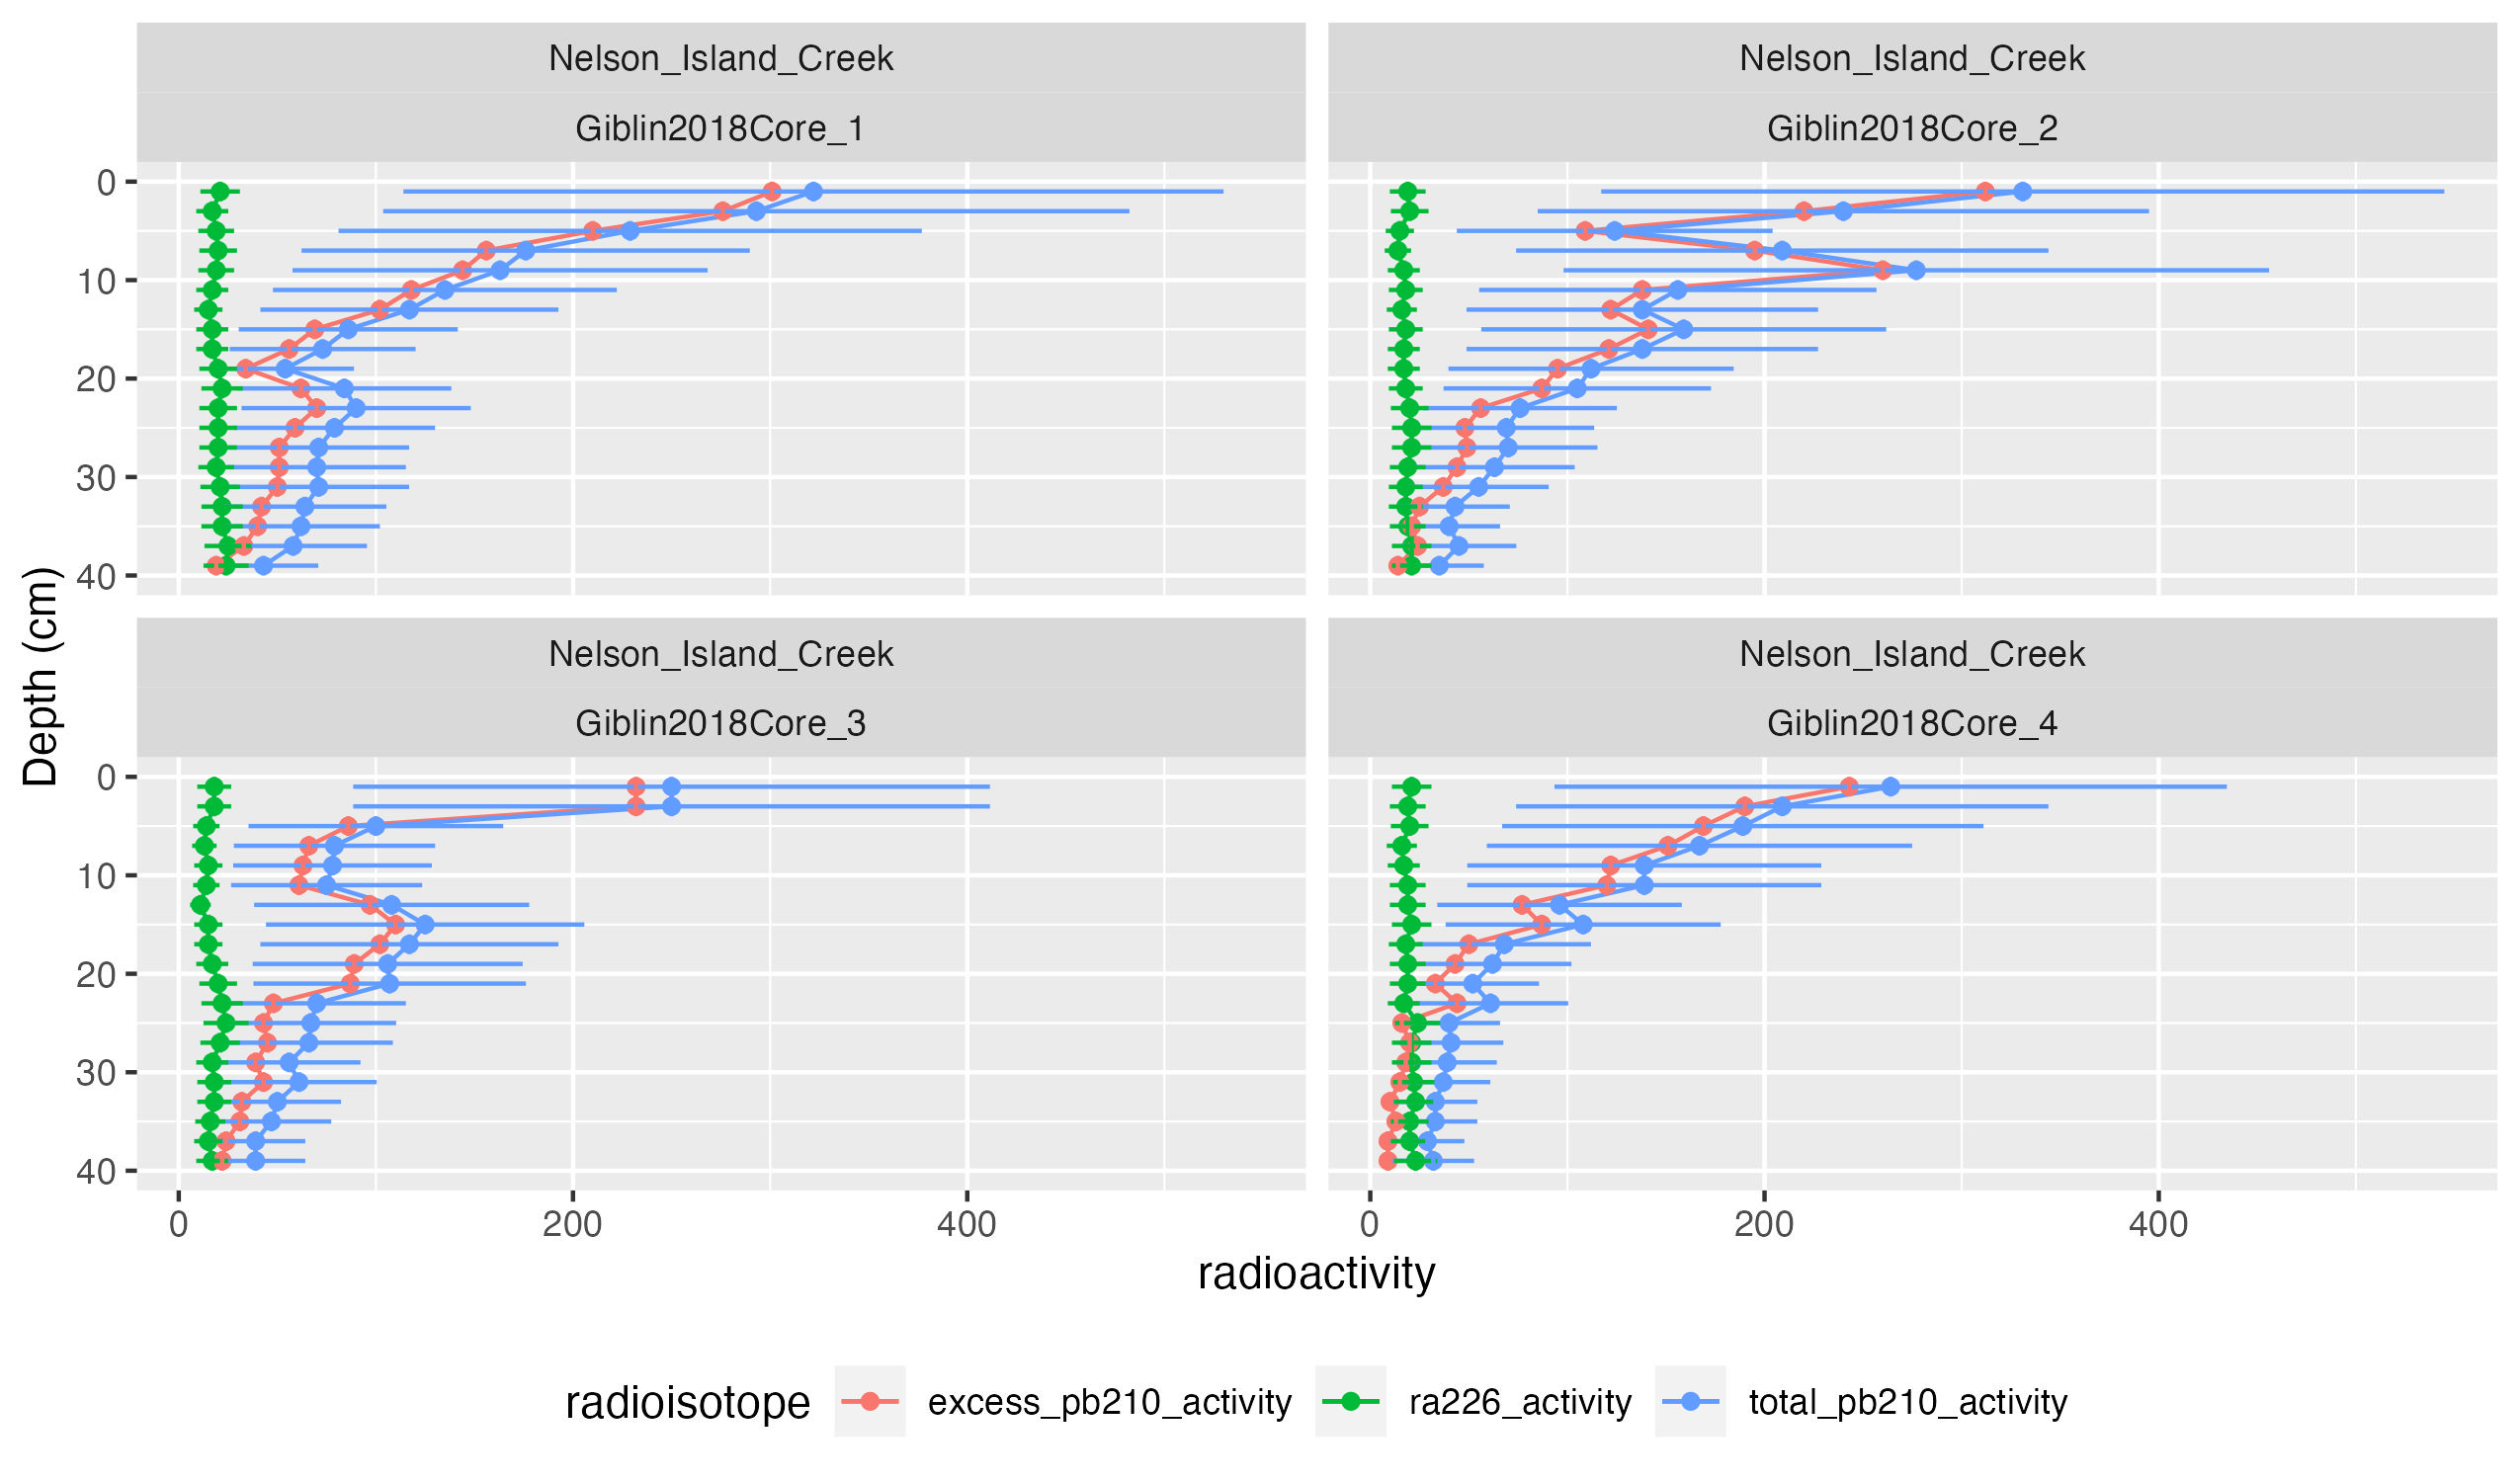 Nelson_Island_Creek
Nelson_Island_Creek
Giblin2018Core_1
Giblin2018Core_2
0
10
20
30
40
Depth (cm)
Nelson_Island_Creek
Nelson_Island_Creek
Giblin2018Core_3
Giblin2018Core_4
0
10
20
30
40
0 200 400
0 200 400
radioactivity
radioisotope excess_pb210_activity ra226_activity total_pb210_activity